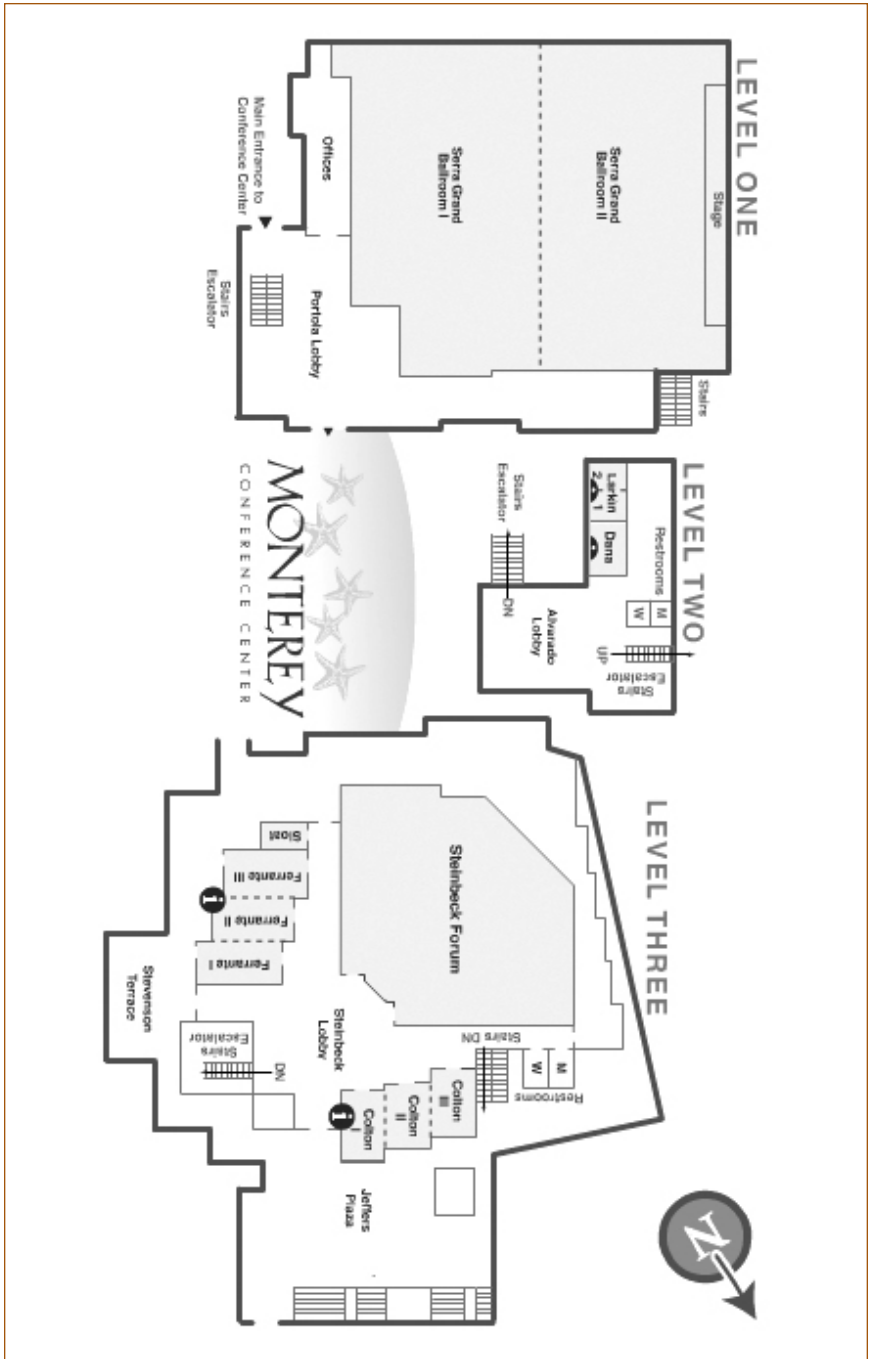 LEVEL ONE
Stage
Serra Grand
Ballroom II
Serra Grand
Ballroom I
Offices
Main Entrance to
Conference Center
Portola Lobby
Stairs
Escalator
Stairs
LEVEL TWO
Larkin
2
1
Dana
Restrooms
M
W
Stairs
Escalator
DN
Alvarado
Lobby
UP
Stairs
Escalator
MONTEREY
CONFERENCE CENTER
LEVEL THREE
Steinbeck Forum
Sloat
Ferrante III
Ferrante II
Ferrante I
i
Stevenson
Terrace
Steinbeck
Lobby
Stairs
Escalator
DN
Stairs DN
M
W
Restrooms
Colton
III
Colton
II
Colton
I
i
Jeffers
Plaza
N